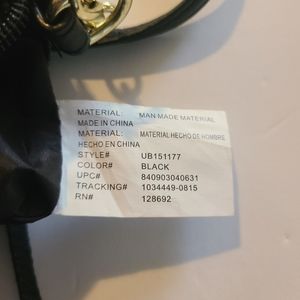 MATERIAL: MAN MADE MATERIAL
MADE IN CHINA
MATERIAL: MATERIAL HECHO DE HOMBRE
HECHO EN CHINA
STYLE# UB151177
COLOR# BLACK
UPC# 840903040631
TRACKING# 1034449-0815
RN# 128692